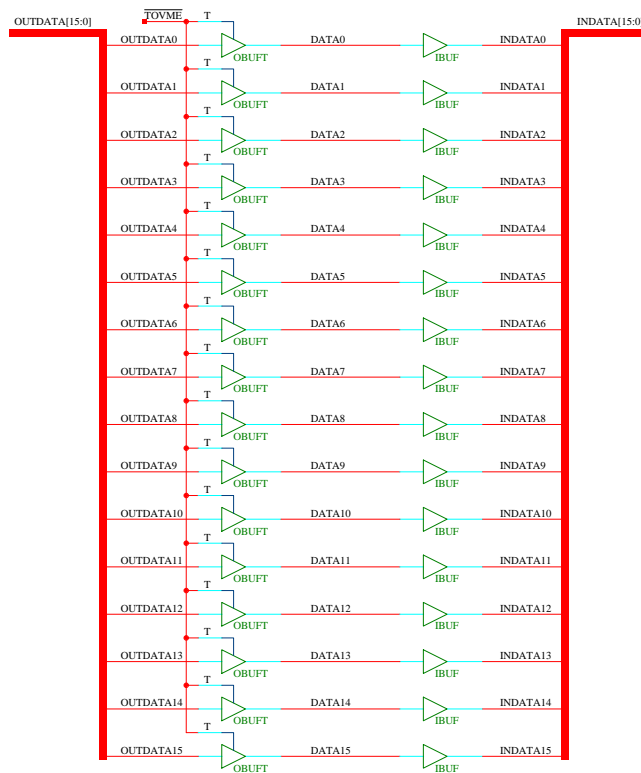 TOVME T
OUTDATA[15:0] INDATA[15:0]
OUTDATA0 DATA0 INDATA0
OBUFT IBUF
T
OUTDATA1 DATA1 INDATA1
OBUFT IBUF
T
OUTDATA2 DATA2 INDATA2
OBUFT IBUF
T
OUTDATA3 DATA3 INDATA3
OBUFT IBUF
T
OUTDATA4 DATA4 INDATA4
OBUFT IBUF
T
OUTDATA5 DATA5 INDATA5
OBUFT IBUF
T
OUTDATA6 DATA6 INDATA6
OBUFT IBUF
T
OUTDATA7 DATA7 INDATA7
OBUFT IBUF
T
OUTDATA8 DATA8 INDATA8
OBUFT IBUF
T
OUTDATA9 DATA9 INDATA9
OBUFT IBUF
T
OUTDATA10 DATA10 INDATA10
OBUFT IBUF
T
OUTDATA11 DATA11 INDATA11
OBUFT IBUF
T
OUTDATA12 DATA12 INDATA12
OBUFT IBUF
T
OUTDATA13 DATA13 INDATA13
OBUFT IBUF
T
OUTDATA14 DATA14 INDATA14
OBUFT IBUF
T
OUTDATA15 DATA15 INDATA15
OBUFT IBUF